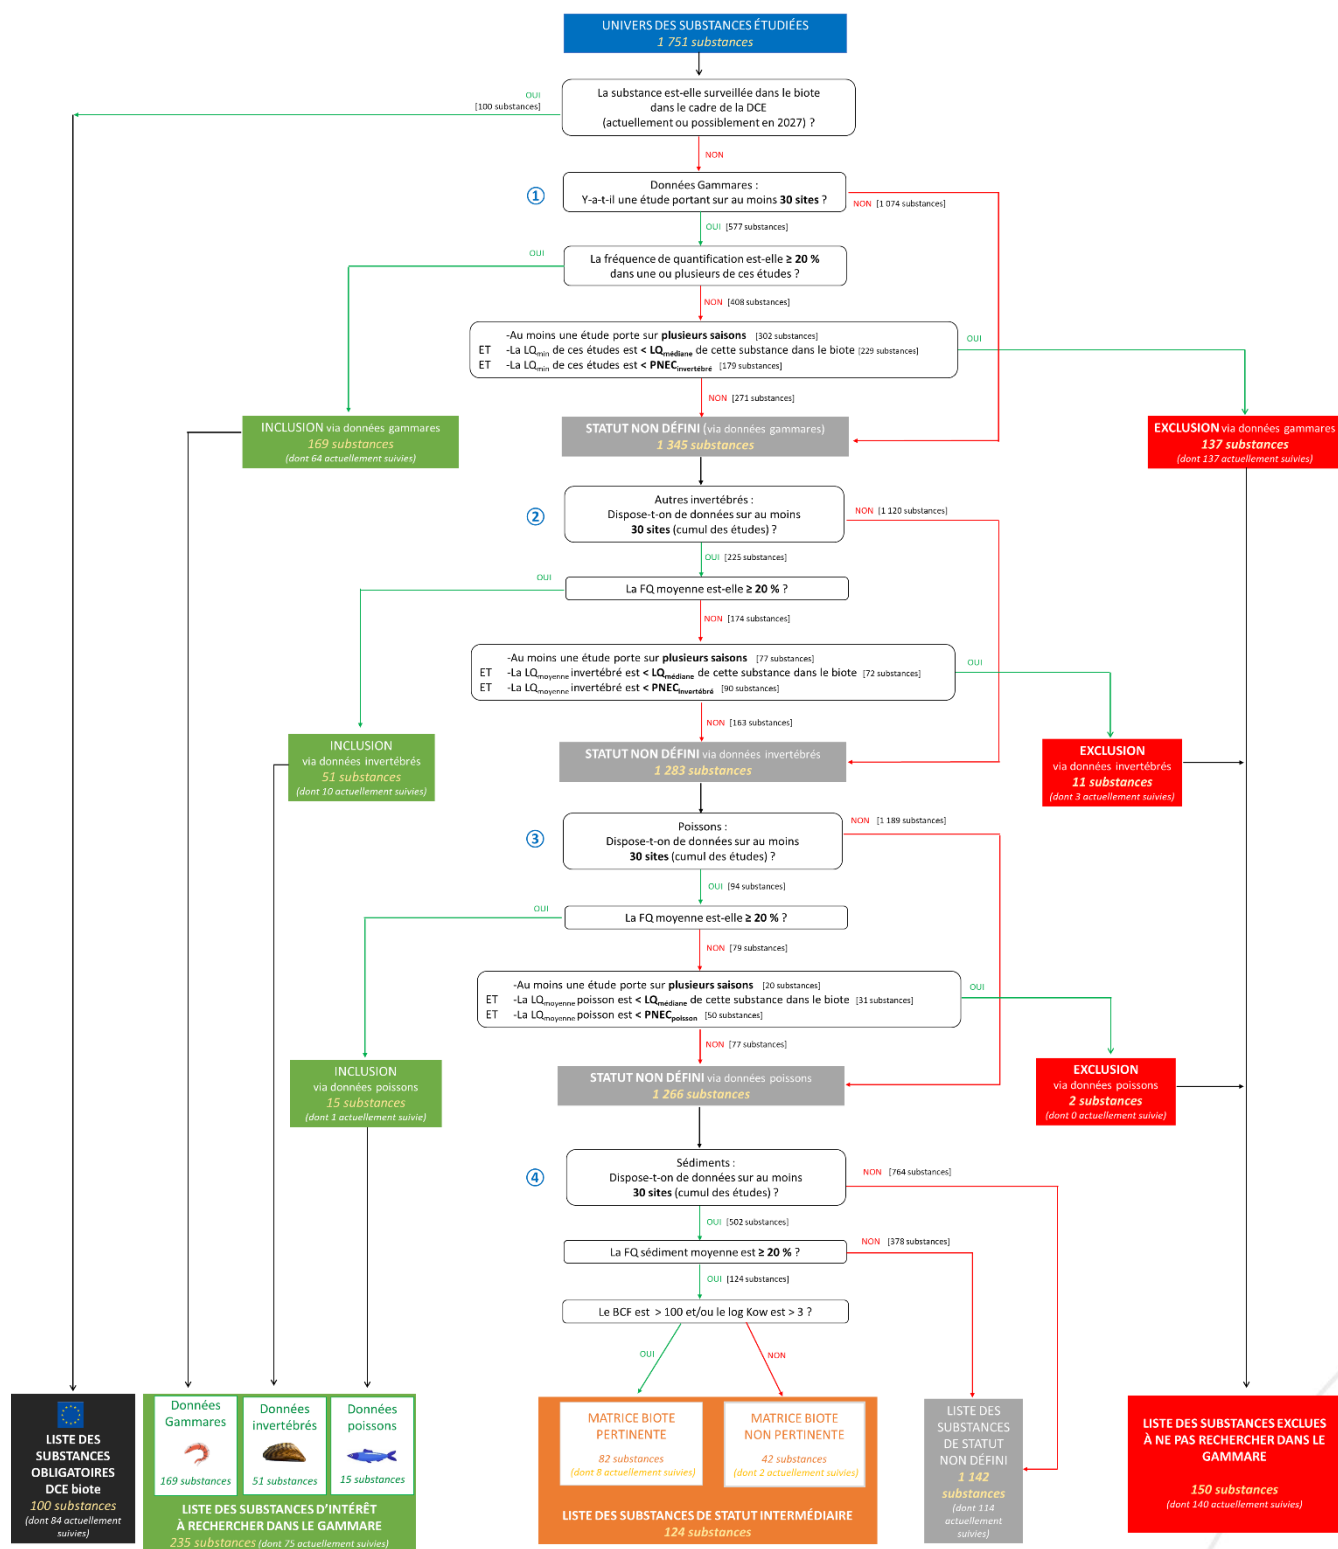 UNIVERS DES SUBSTANCES ÉTUDIÉES
1 751 substances
La substance est-elle surveillée dans le biote
dans le cadre de la DCE
(actuellement ou possiblement en 2027) ?
OUI
[100 substances]
NON
①
Données Gammares :
Y-a-t-il une étude portant sur au moins 30 sites ?
NON [1 074 substances]
OUI [577 substances]
La fréquence de quantification est-elle ≥ 20 %
dans une ou plusieurs de ces études ?
OUI
NON [408 substances]
-Au moins une étude porte sur plusieurs saisons [302 substances]
ET -La LQmin de ces études est < LQmédiane de cette substance dans le biote [229 substances]
ET -La LQmin de ces études est < PNECinvertébré [179 substances]
OUI
NON [271 substances]
INCLUSION via données gammares
169 substances
(dont 64 actuellement suivies)
STATUT NON DÉFINI (via données gammares)
1 345 substances
EXCLUSION via données gammares
137 substances
(dont 137 actuellement suivies)
②
Autres invertébrés :
Dispose-t-on de données sur au moins
30 sites (cumul des études) ?
NON [1 120 substances]
OUI [225 substances]
La FQ moyenne est-elle ≥ 20 % ?
OUI
NON [174 substances]
-Au moins une étude porte sur plusieurs saisons [77 substances]
ET -La LQmoyenne invertébré est < LQmédiane de cette substance dans le biote [72 substances]
ET -La LQmoyenne invertébré est < PNECinvertébré [90 substances]
OUI
NON [163 substances]
INCLUSION
via données invertébrés
51 substances
(dont 10 actuellement suivies)
STATUT NON DÉFINI via données invertébrés
1 283 substances
EXCLUSION
via données invertébrés
11 substances
(dont 3 actuellement suivies)
③
Poissons :
Dispose-t-on de données sur au moins
30 sites (cumul des études) ?
NON [1 189 substances]
OUI [94 substances]
La FQ moyenne est-elle ≥ 20 % ?
OUI
NON [79 substances]
-Au moins une étude porte sur plusieurs saisons [20 substances]
ET -La LQmoyenne poisson est < LQmédiane de cette substance dans le biote [31 substances]
ET -La LQmoyenne poisson est < PNECpoisson [50 substances]
OUI
NON [77 substances]
INCLUSION
via données poissons
15 substances
(dont 1 actuellement suivie)
STATUT NON DÉFINI via données poissons
1 266 substances
EXCLUSION
via données poissons
2 substances
(dont 0 actuellement suivie)
④
Sédiments :
Dispose-t-on de données sur au moins
30 sites (cumul des études) ?
NON [764 substances]
OUI [502 substances]
La FQ sédiment moyenne est ≥ 20 % ?
NON [378 substances]
OUI [124 substances]
Le BCF est > 100 et/ou le log Kow est > 3 ?
OUI
NON
LISTE DES
SUBSTANCES
OBLIGATOIRES
DCE biote
100 substances
(dont 84 actuellement
suivies)
Données
Gammares
169 substances
Données
invertébrés
51 substances
Données
poissons
15 substances
LISTE DES SUBSTANCES D'INTÉRÊT
À RECHERCHER DANS LE GAMMARE
235 substances (dont 75 actuellement suivies)
MATRICE BIOTE
PERTINENTE
82 substances
(dont 8 actuellement suivies)
MATRICE BIOTE
NON PERTINENTE
42 substances
(dont 2 actuellement suivies)
LISTE DES SUBSTANCES DE STATUT INTERMÉDIAIRE
124 substances
LISTE DES
SUBSTANCES
DE STATUT
NON DÉFINI
1 142
substances
(dont 114
actuellement
suivies)
LISTE DES SUBSTANCES EXCLUES
À NE PAS RECHERCHER DANS LE
GAMMARE
150 substances
(dont 140 actuellement suivies)